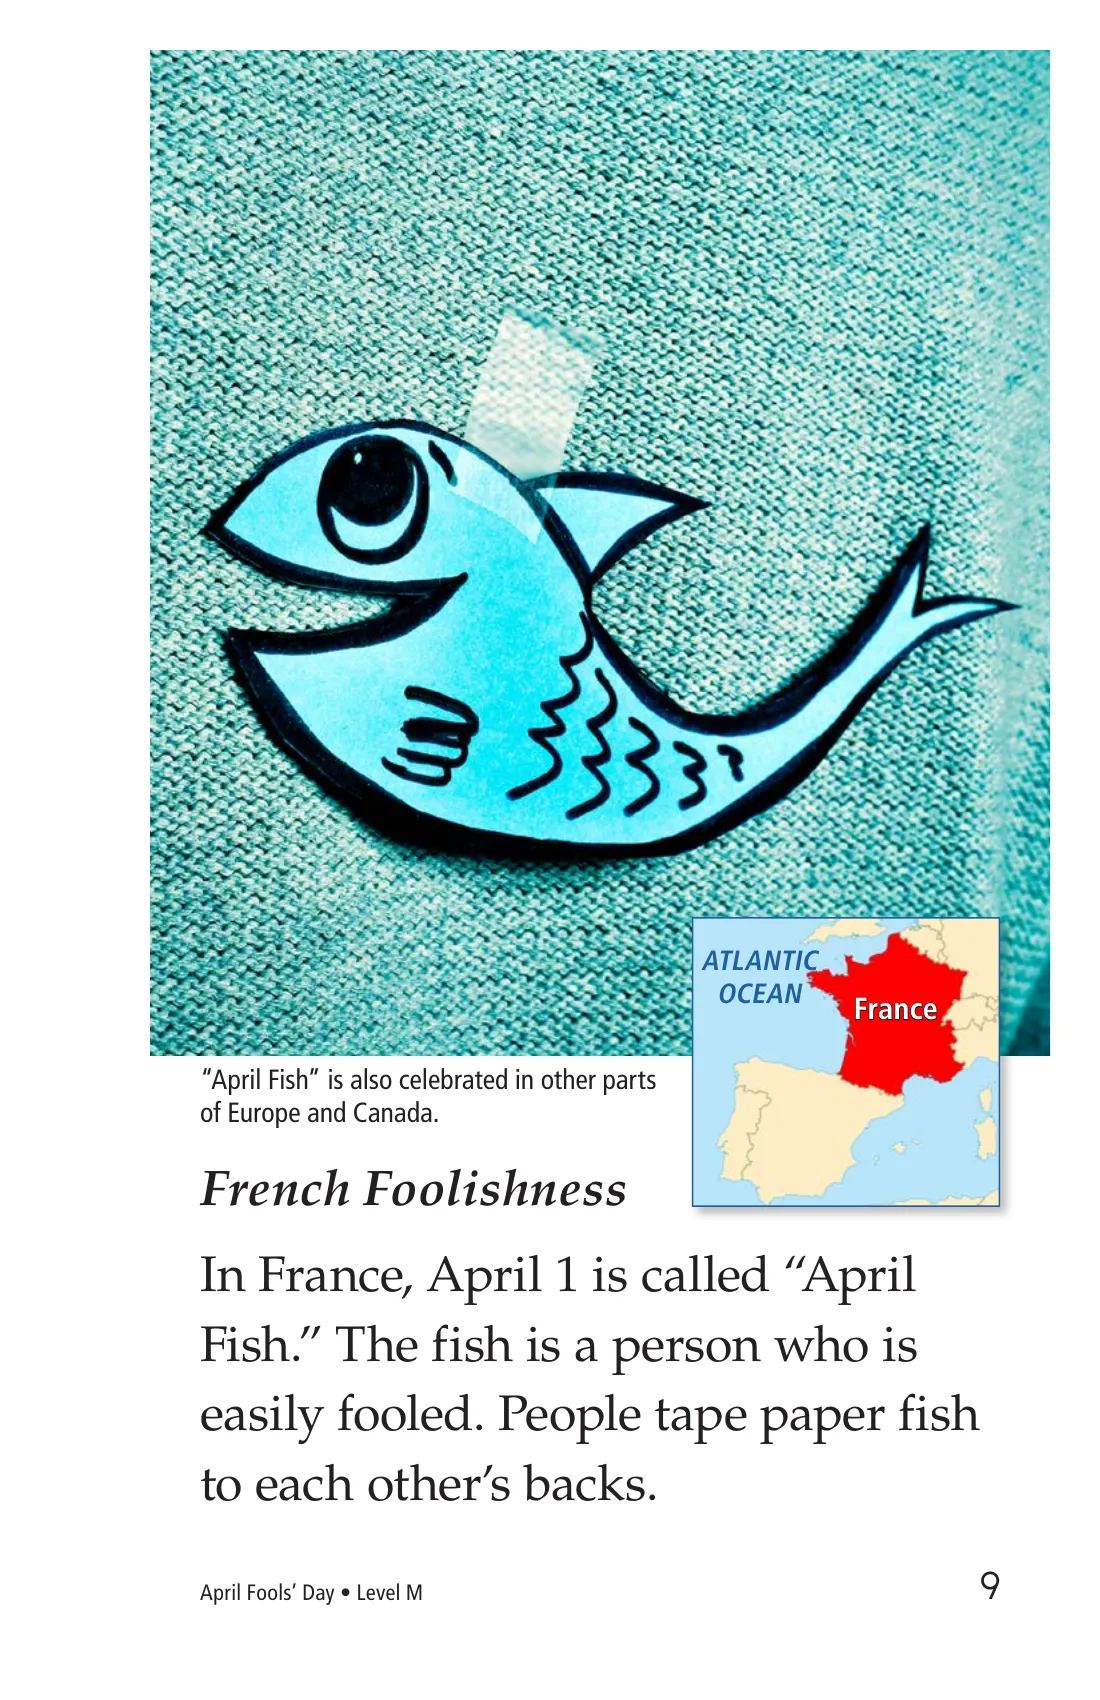 ATLANTIC
OCEAN
France
“April Fish” is also celebrated in other parts
of Europe and Canada.
French Foolishness
In France, April 1 is called “April
Fish.” The fish is a person who is
easily fooled. People tape paper fish
to each other’s backs.
April Fools’ Day • Level M
9